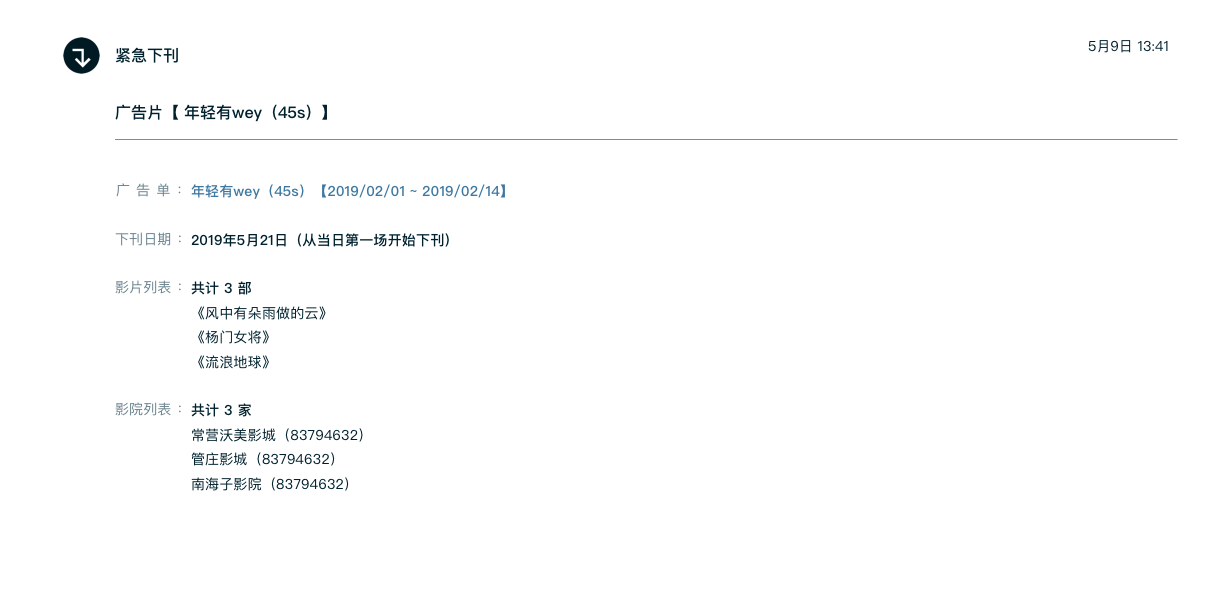 紧急下刊
5月9日 13:41
广告片【 年轻有wey（45s）】
广 告 单 ： 年轻有wey（45s）【2019/02/01 ~ 2019/02/14】
下刊日期 ： 2019年5月21日（从当日第一场开始下刊）
影片列表 ： 共计 3 部
《风中有朵雨做的云》
《杨门女将》
《流浪地球》
影院列表 ： 共计 3 家
常营沃美影城（83794632）
管庄影城（83794632）
南海子影院（83794632）